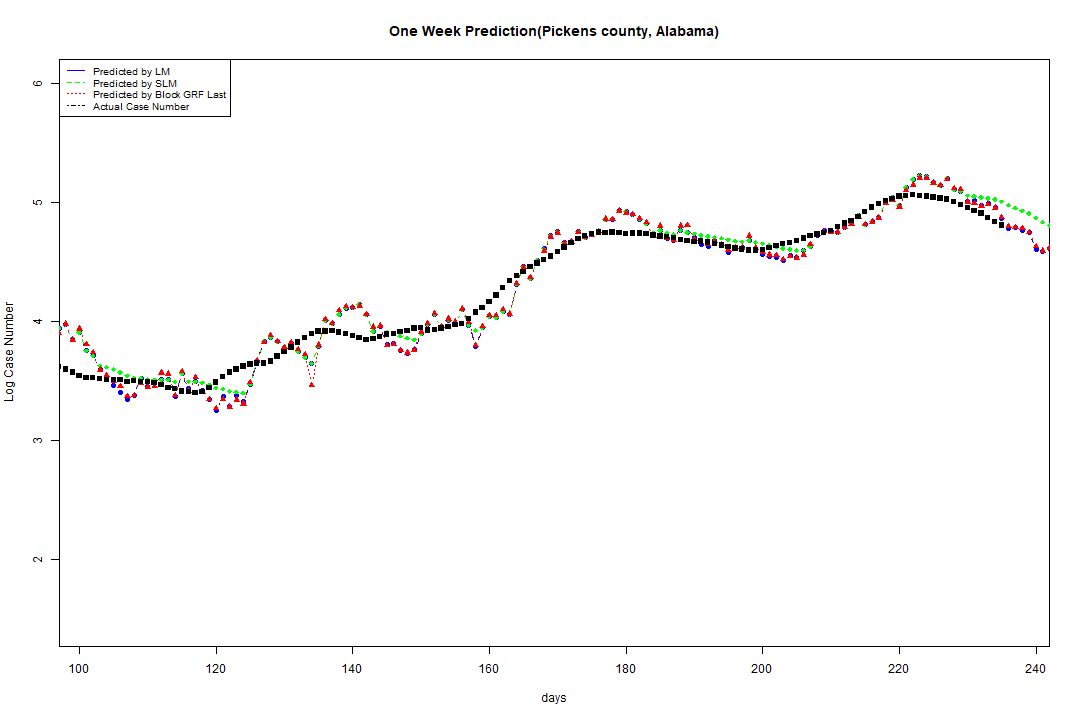 One Week Prediction(Pickens county, Alabama)
Predicted by LM
Predicted by SLM
Predicted by Block GRF Last
Actual Case Number
6
5
4
3
2
Log Case Number
100 120 140 160 180 200 220 240
days